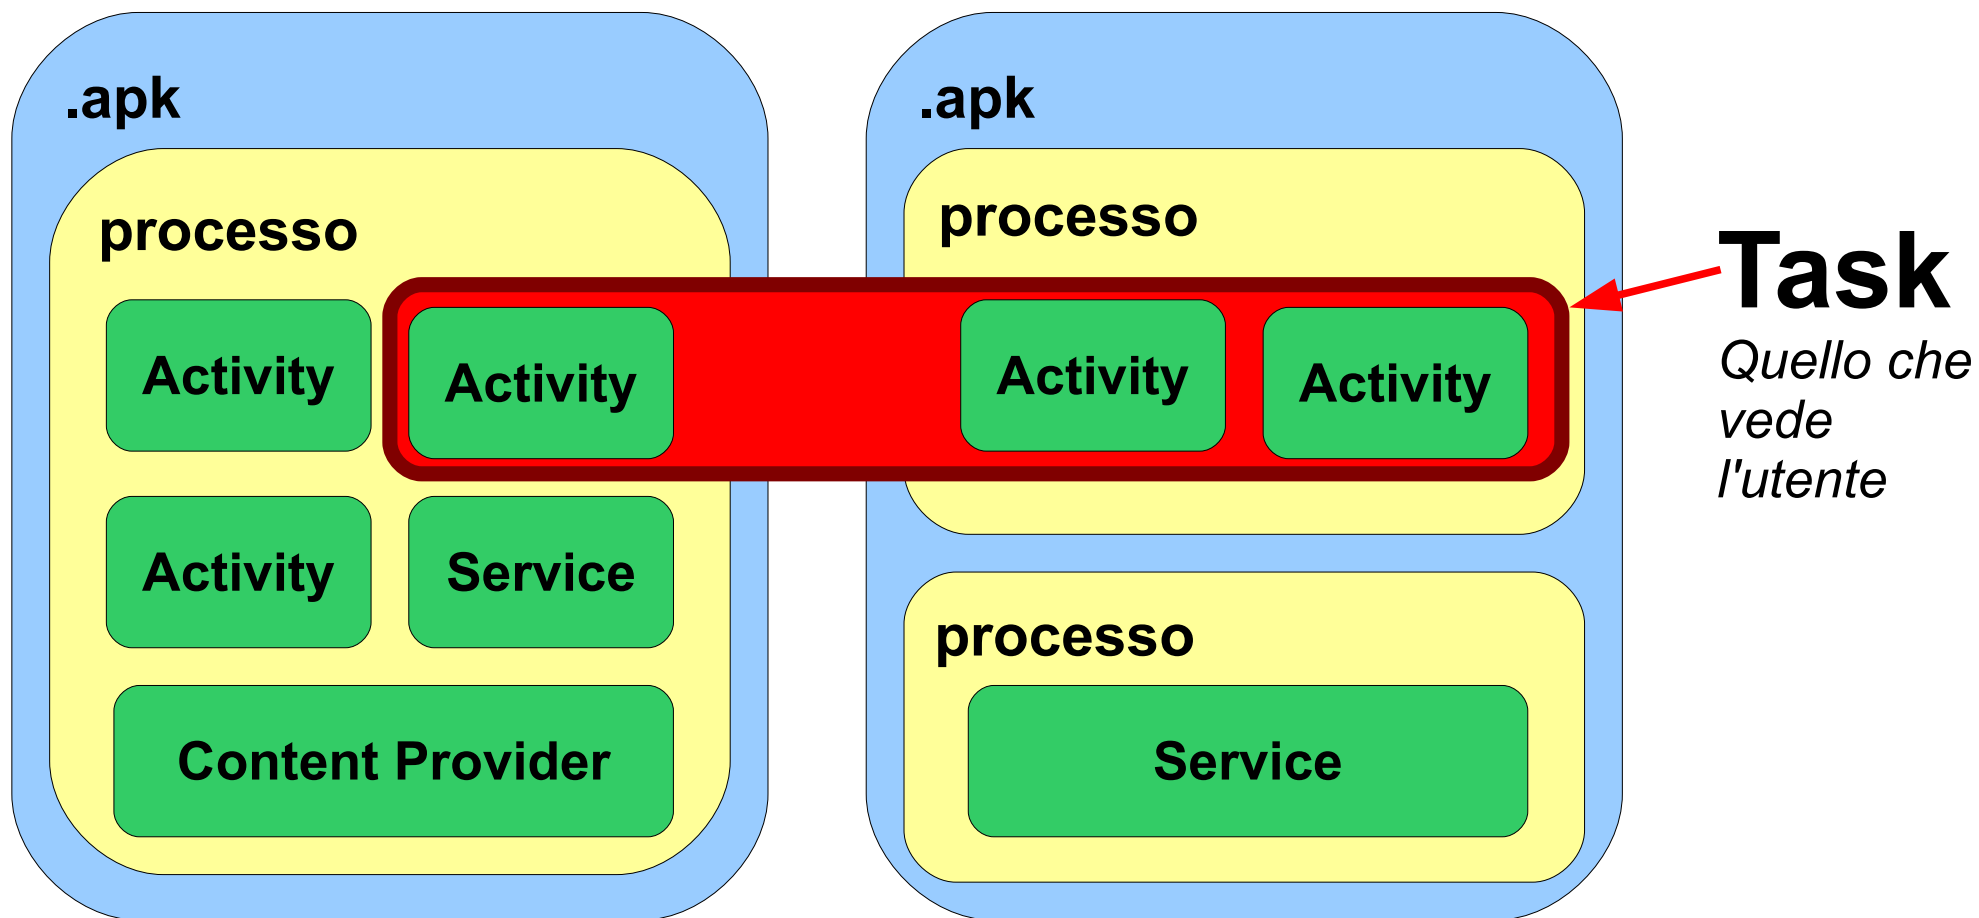 .apk
processo
Activity
Activity
Activity
Service
Content Provider
.apk
processo
Activity
Activity
processo
Service
Task
Quello che
vede
l'utente